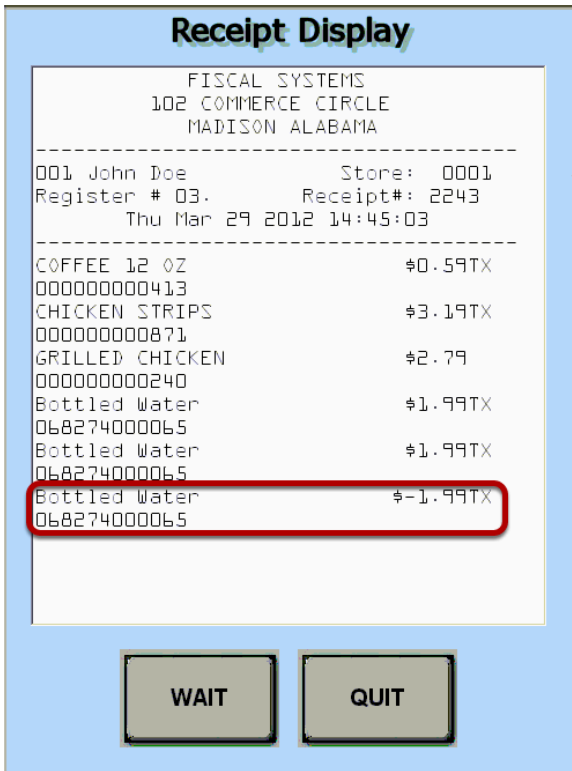 Receipt Display
FISCAL SYSTEMS
102 COMMERCE CIRCLE
MADISON ALABAMA
----------------------------------------
001 John Doe Store: 0001
Register # 03. Receipt#: 2243
Thu Mar 29 2012 14:45:03
----------------------------------------
COFFEE 12 OZ $0.59TX
000000000413
CHICKEN STRIPS $3.19TX
000000000871
GRILLED CHICKEN $2.79
000000000240
Bottled Water $1.99TX
068274000065
Bottled Water $1.99TX
068274000065
Bottled Water $-1.99TX
068274000065
WAIT QUIT